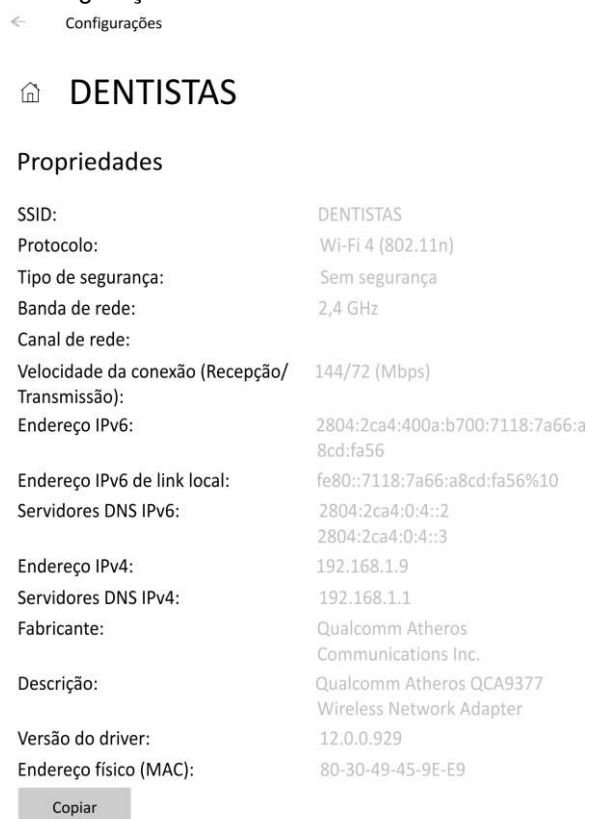 Configurações
DENTISTAS
Propriedades
SSID: DENTISTAS
Protocolo: Wi-Fi 4 (802.11n)
Tipo de segurança: Sem segurança
Banda de rede: 2,4 GHz
Canal de rede:
Velocidade da conexão (Recepção/ 144/72 (Mbps)
Transmissão):
Endereço IPv6: 2804:2ca4:400a:b700:7118:7a66:a
8cd:fa56
Endereço IPv6 de link local: fe80::7118:7a66:a8cd:fa56%10
Servidores DNS IPv6: 2804:2ca4:0:4::2
2804:2ca4:0:4::3
Endereço IPv4: 192.168.1.9
Servidores DNS IPv4: 192.168.1.1
Fabricante: Qualcomm Atheros
Communications Inc.
Descrição: Qualcomm Atheros QCA9377
Wireless Network Adapter
Versão do driver: 12.0.0.929
Endereço físico (MAC): 80-30-49-45-9E-E9
Copiar